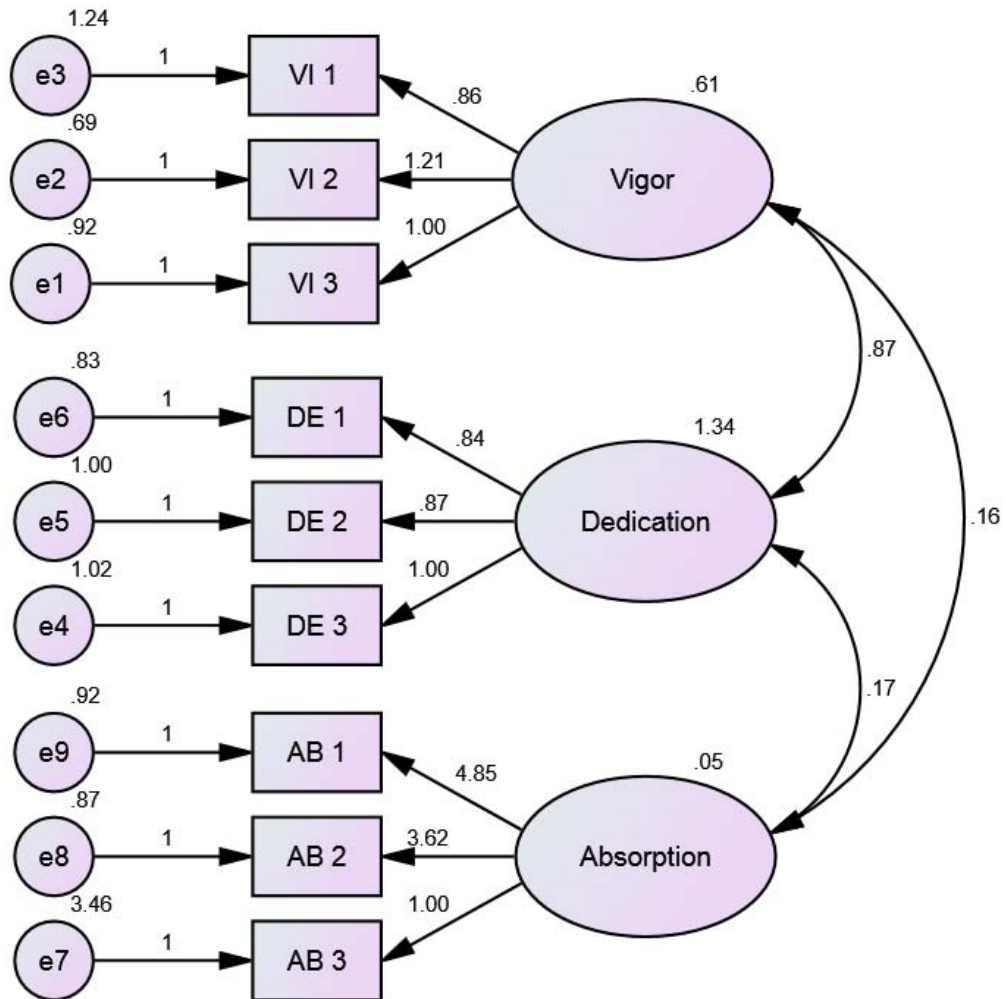 1.24
e3
1
VI 1
.86
.61
.69
e2
1
VI 2
1.21
Vigor
.92
e1
1
VI 3
1.00
.87
.83
e6
1
DE 1
.84
1.34
1.00
e5
1
DE 2
.87
Dedication
.16
1.02
e4
1
DE 3
1.00
.17
.92
e9
1
AB 1
4.85
.05
.87
e8
1
AB 2
3.62
Absorption
3.46
e7
1
AB 3
1.00